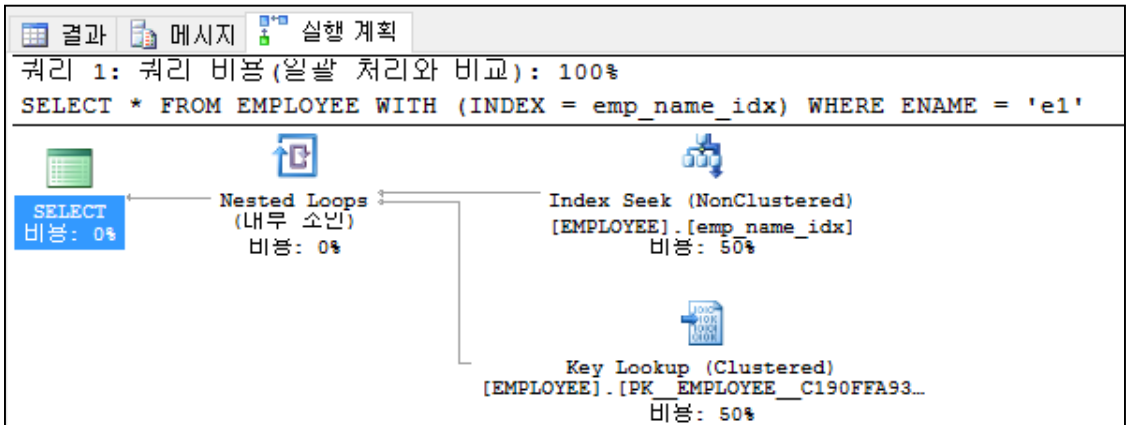 결과 메시지 실행 계획
쿼리 1: 쿼리 비용(일괄 처리와 비교): 100%
SELECT * FROM EMPLOYEE WITH (INDEX = emp_name_idx) WHERE ENAME = 'e1'
SELECT
비용: 0%
Nested Loops
(내부 조인)
비용: 0%
Index Seek (NonClustered)
[EMPLOYEE].[emp_name_idx]
비용: 50%
Key Lookup (Clustered)
[EMPLOYEE].[PK__EMPLOYEE__C190FFA93…
비용: 50%